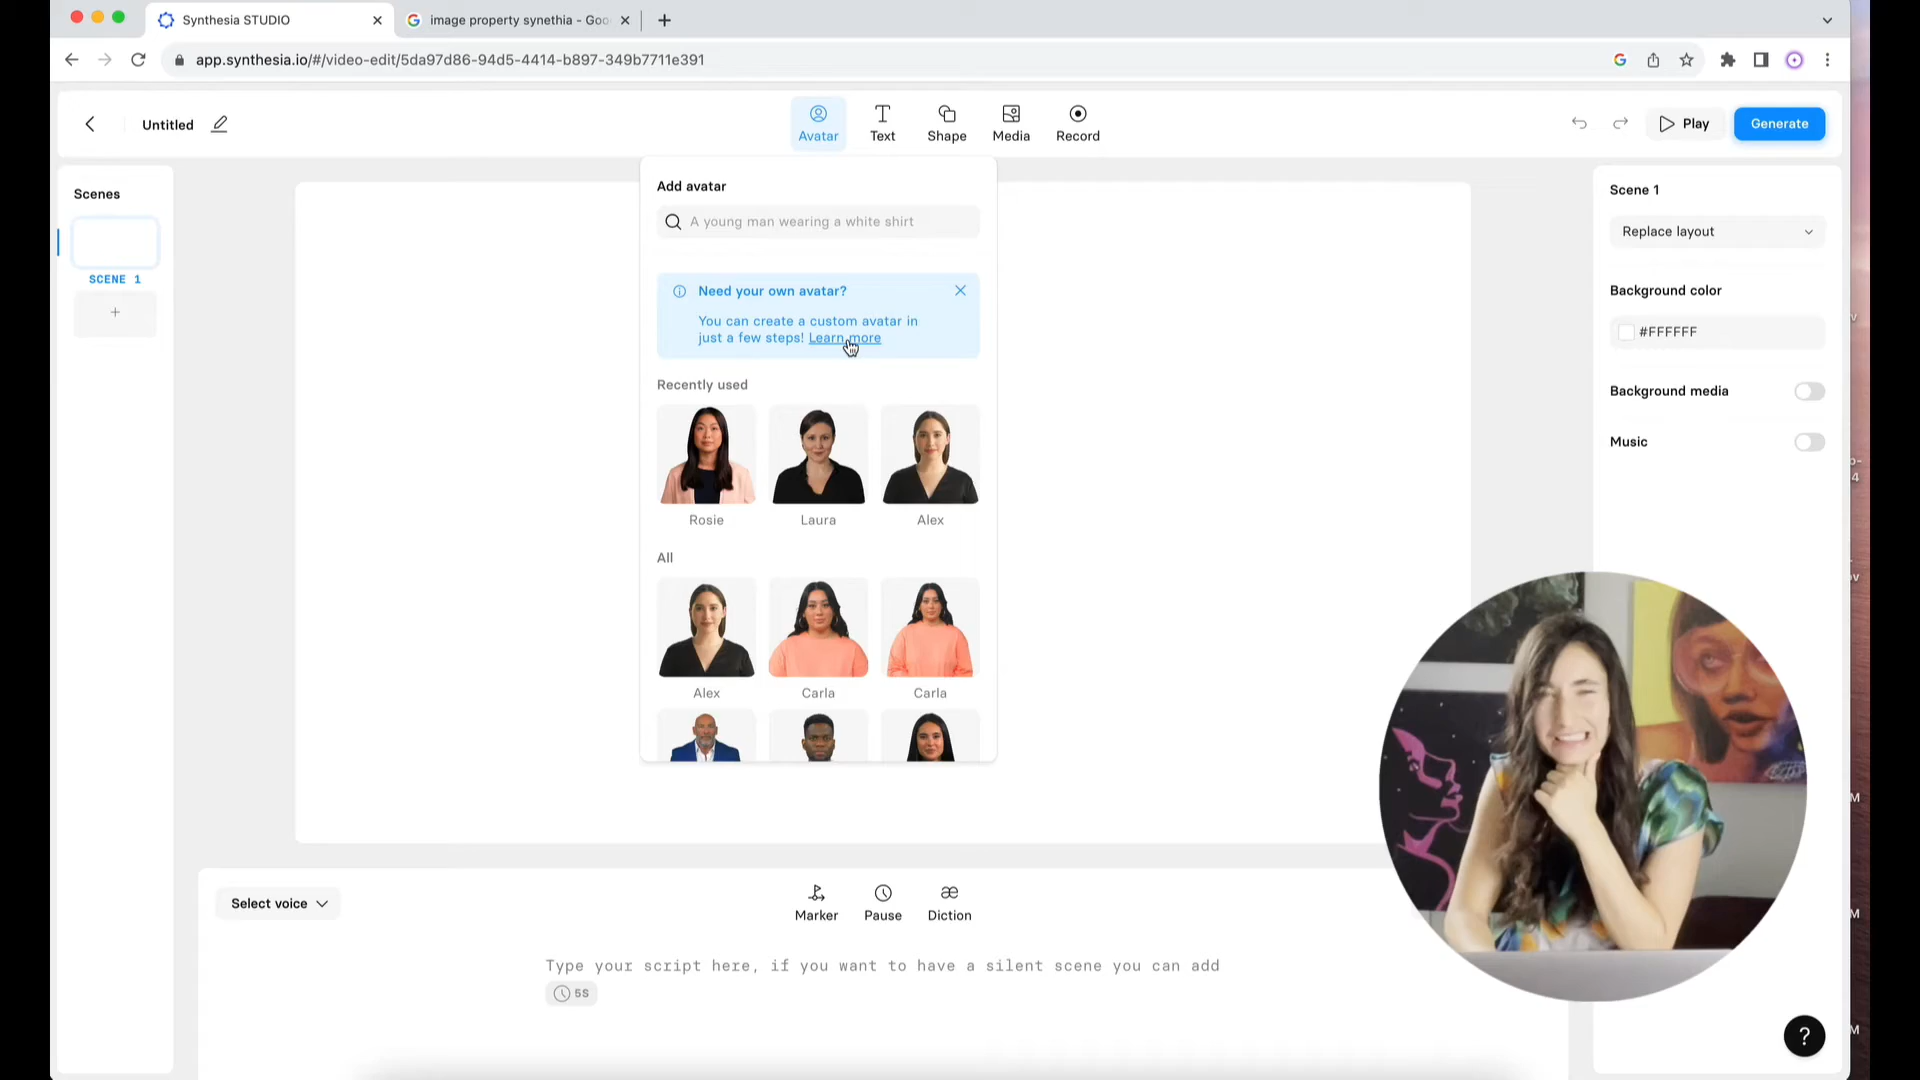 Synthesia STUDIO
image property synethia - Goo
app.synthesia.io/#/video-edit/5da97d86-94d5-4414-b897-349b7711e391
Untitled
Avatar
Text
Shape
Media
Record
Play
Generate
Scenes
SCENE 1
+
Add avatar
A young man wearing a white shirt
Need your own avatar?
You can create a custom avatar in
just a few steps! Learn more
Recently used
Rosie
Laura
Alex
All
Alex
Carla
Carla
Scene 1
Replace layout
Background color
#FFFFFF
Background media
Music
Select voice
Marker
Pause
æ
Diction
Type your script here, if you want to have a silent scene you can add
5S
?